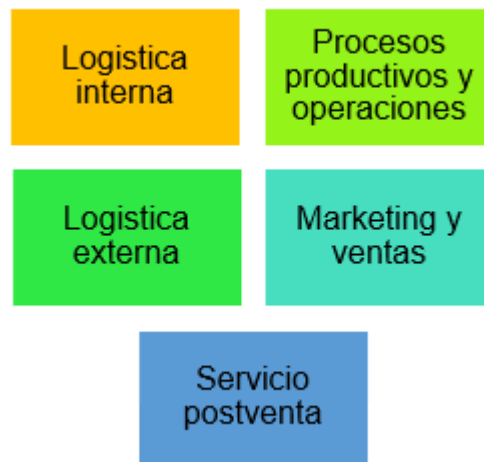 Logistica
interna
Procesos
productivos y
operaciones
Logistica
externa
Marketing y
ventas
Servicio
postventa